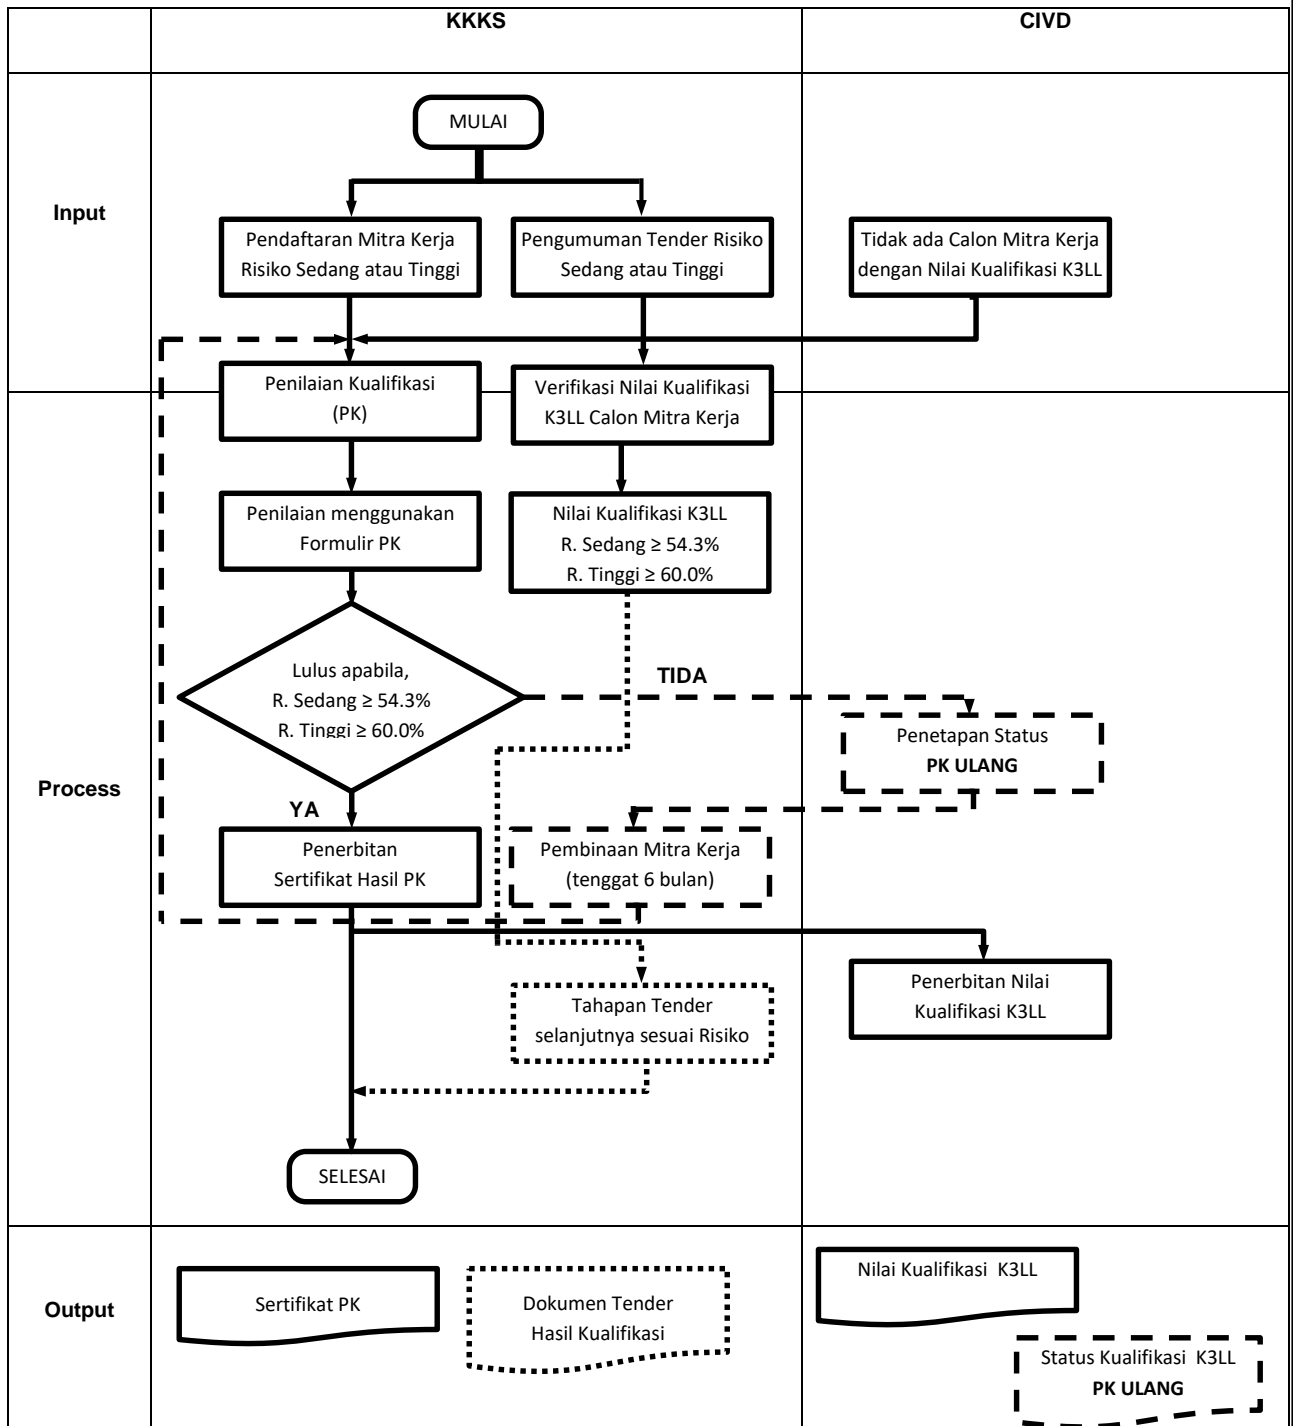 KKKS
CIVD
MULAI
Input
Pendaftaran Mitra Kerja
Risiko Sedang atau Tinggi
Pengumuman Tender Risiko
Sedang atau Tinggi
Tidak ada Calon Mitra Kerja
dengan Nilai Kualifikasi K3LL
Penilaian Kualifikasi
(PK)
Verifikasi Nilai Kualifikasi
K3LL Calon Mitra Kerja
Penilaian menggunakan
Formulir PK
Nilai Kualifikasi K3LL
R. Sedang ≥ 54.3%
R. Tinggi ≥ 60.0%
Lulus apabila,
R. Sedang ≥ 54.3%
R. Tinggi ≥ 60.0%
TIDA
Penetapan Status
PK ULANG
Process
YA
Penerbitan
Sertifikat Hasil PK
Pembinaan Mitra Kerja
(tenggat 6 bulan)
Penerbitan Nilai
Kualifikasi K3LL
Tahapan Tender
selanjutnya sesuai Risiko
SELESAI
Output
Sertifikat PK
Dokumen Tender
Hasil Kualifikasi
Nilai Kualifikasi K3LL
Status Kualifikasi K3LL
PK ULANG